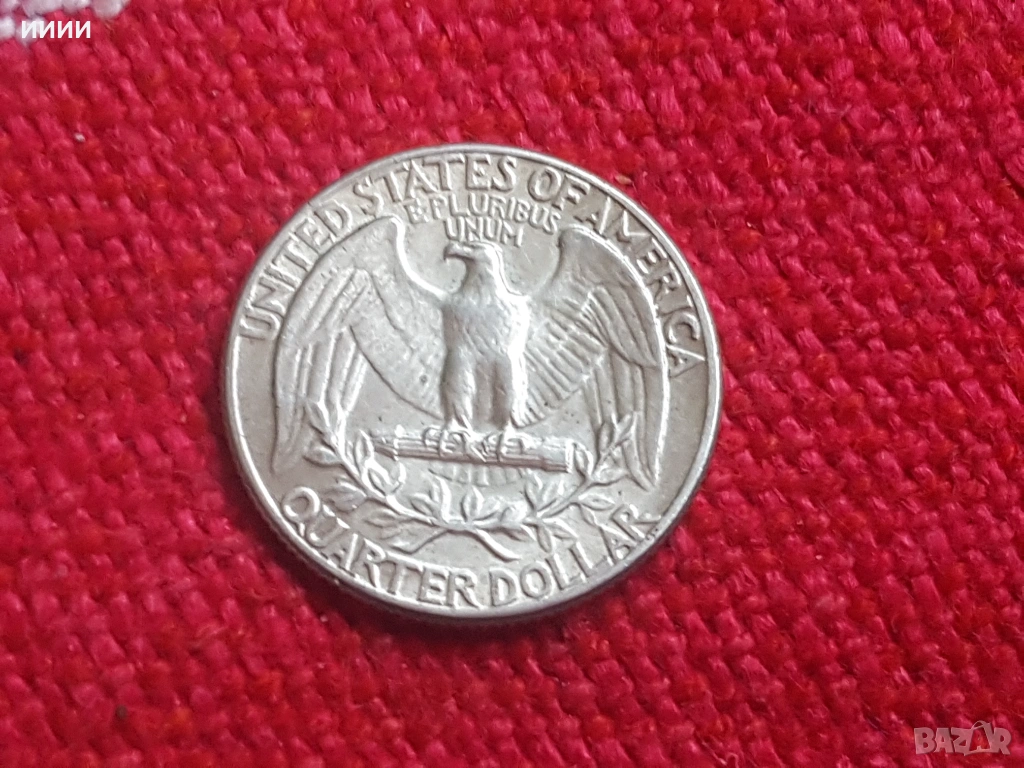 ииии
UNITED STATES OF AMERICA
E PLURIBUS
UNUM
QUARTER DOLLAR
BAZAR